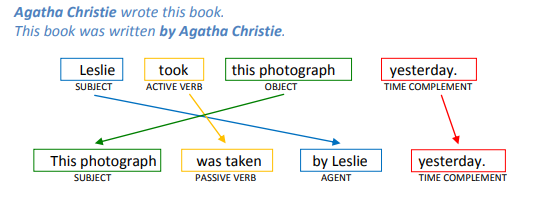 Agatha Christie wrote this book.
This book was written by Agatha Christie.
Leslie took this photograph yesterday.
SUBJECT ACTIVE VERB OBJECT TIME COMPLEMENT
This photograph was taken by Leslie yesterday.
SUBJECT PASSIVE VERB AGENT TIME COMPLEMENT